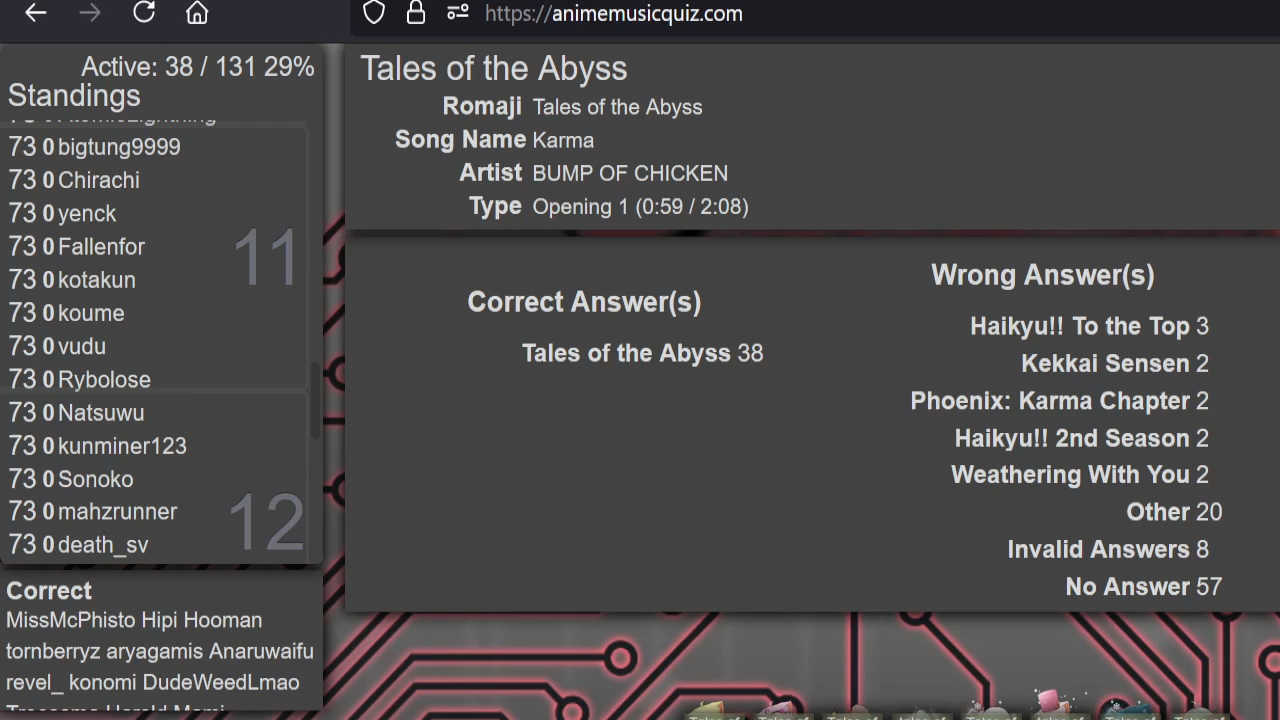 https://animemusicquiz.com
Active: 38 / 131 29%
Standings
73 0 bigtung9999
73 0 Chirachi
73 0 yenck
73 0 Fallenfor
11
73 0 kotakun
73 0 koume
73 0 vudu
73 0 Rybolose
73 0 Natsuwu
73 0 kunminer123
73 0 Sonoko
73 0 mahzrunner
12
73 0 death_sv
Correct
MissMcPhisto Hipi Hooman
tornberryz aryagamis Anaruwaifu
revel_ konomi DudeWeedLmao
Tales of the Abyss
Romaji Tales of the Abyss
Song Name Karma
Artist BUMP OF CHICKEN
Type Opening 1 (0:59 / 2:08)
Correct Answer(s)
Tales of the Abyss 38
Wrong Answer(s)
Haikyu!! To the Top 3
Kekkai Sensen 2
Phoenix: Karma Chapter 2
Haikyu!! 2nd Season 2
Weathering With You 2
Other 20
Invalid Answers 8
No Answer 57